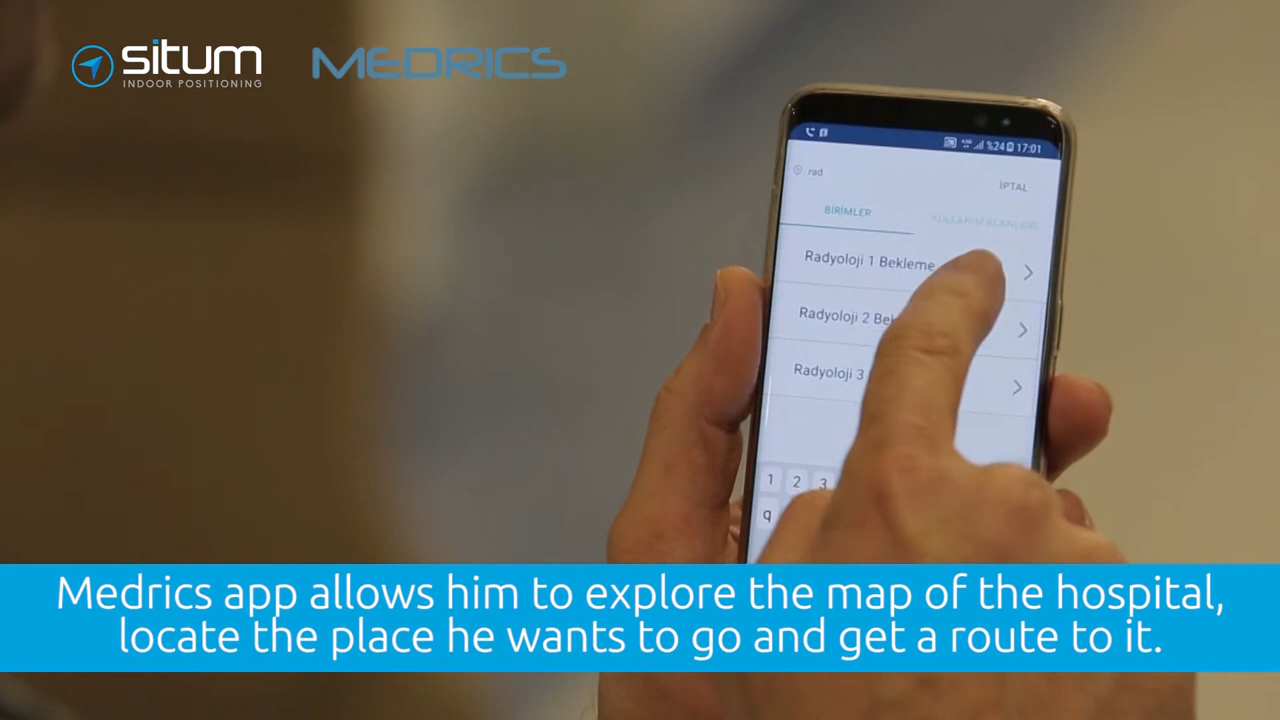 situm
INDOOR POSITIONING
MEDRICS
%24 17:01
rad
İPTAL
BİRİMLER
KULLANIM ALANLARI
Radyoloji 1 Bekleme
Radyoloji 2
Radyoloji 3
1 2 3
q
Medrics app allows him to explore the map of the hospital,
locate the place he wants to go and get a route to it.